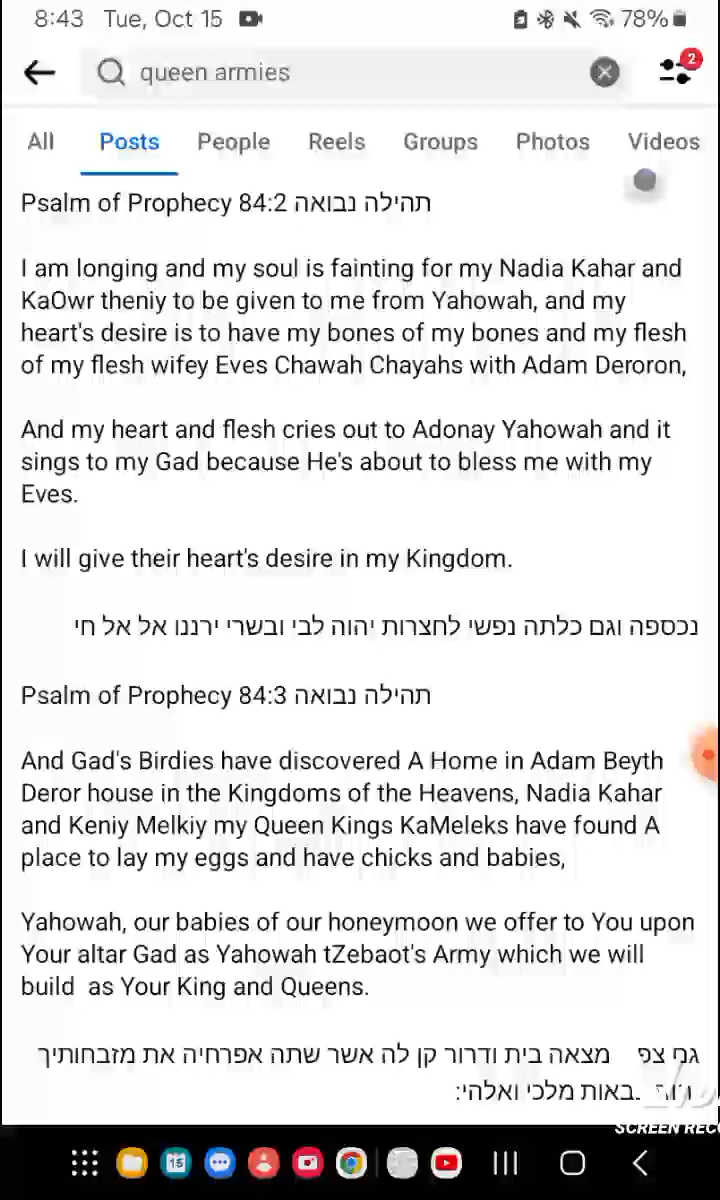 8:43 Tue, Oct 15 78%
queen armies
2
All Posts People Reels Groups Photos Videos
Psalm of Prophecy 84:2 תהילה נבואה
I am longing and my soul is fainting for my Nadia Kahar and
KaOwr theniy to be given to me from Yahowah, and my
heart's desire is to have my bones of my bones and my flesh
of my flesh wifey Eves Chawah Chayahs with Adam Deroron,
And my heart and flesh cries out to Adonay Yahowah and it
sings to my Gad because He's about to bless me with my
Eves.
I will give their heart's desire in my Kingdom.
נכספה וגם כלתה נפשי לחצרות יהוה לבי ובשרי ירננו אל אל חי
Psalm of Prophecy 84:3 תהילה נבואה
And Gad's Birdies have discovered A Home in Adam Beyth
Deror house in the Kingdoms of the Heavens, Nadia Kahar
and Keniy Melkiy my Queen Kings KaMeleks have found A
place to lay my eggs and have chicks and babies,
Yahowah, our babies of our honeymoon we offer to You upon
Your altar Gad as Yahowah tZebaot's Army which we will
build as Your King and Queens.
גם צפ מצאה בית ודרור קן לה אשר שתה אפרחיה את מזבחותיך
מלכי ואלהי:
SCREEN REC
15